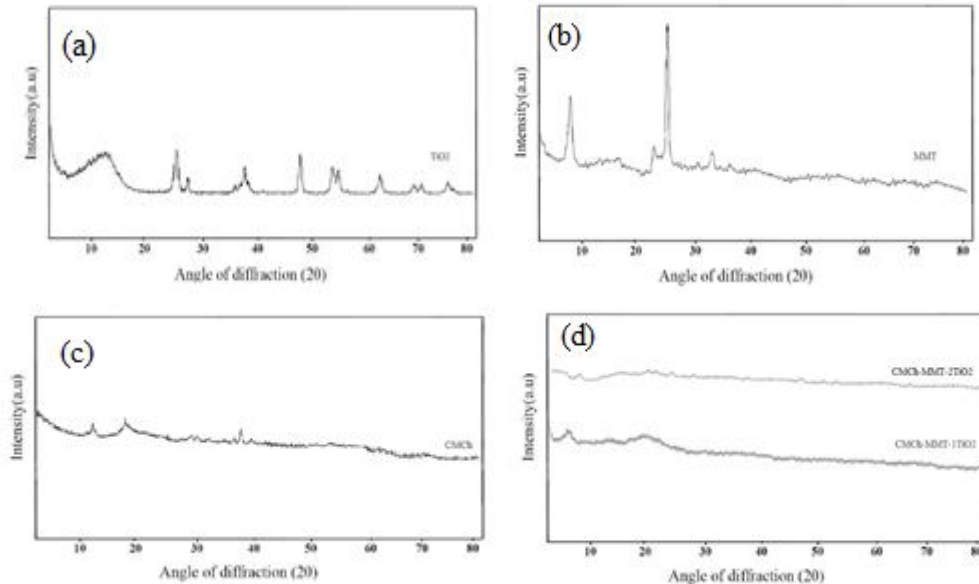 (a)
Intensity(a.u)
TiO2
10 20 30 40 50 60 70 80
Angle of diffraction (2θ)
(b)
Intensity(a.u)
MMT
10 20 30 40 50 60 70 80
Angle of diffraction (2θ)
(c)
Intensity(a.u)
CMCh
10 20 30 40 50 60 70 80
Angle of diffraction (2θ)
(d)
Intensity(a.u)
CMCh-MMT-2TiO2
CMCh-MMT-1TiO2
10 20 30 40 50 60 70 80
Angle of diffraction (2θ)